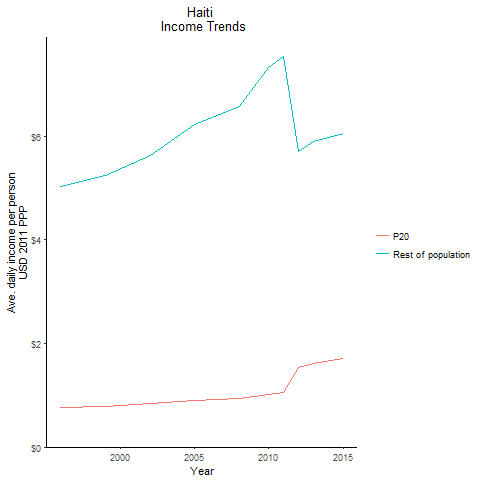 Haiti
Income Trends
Ave. daily income per person
USD 2011 PPP
$6
$4
$2
$0
2000
2005
2010
2015
Year
P20
Rest of population